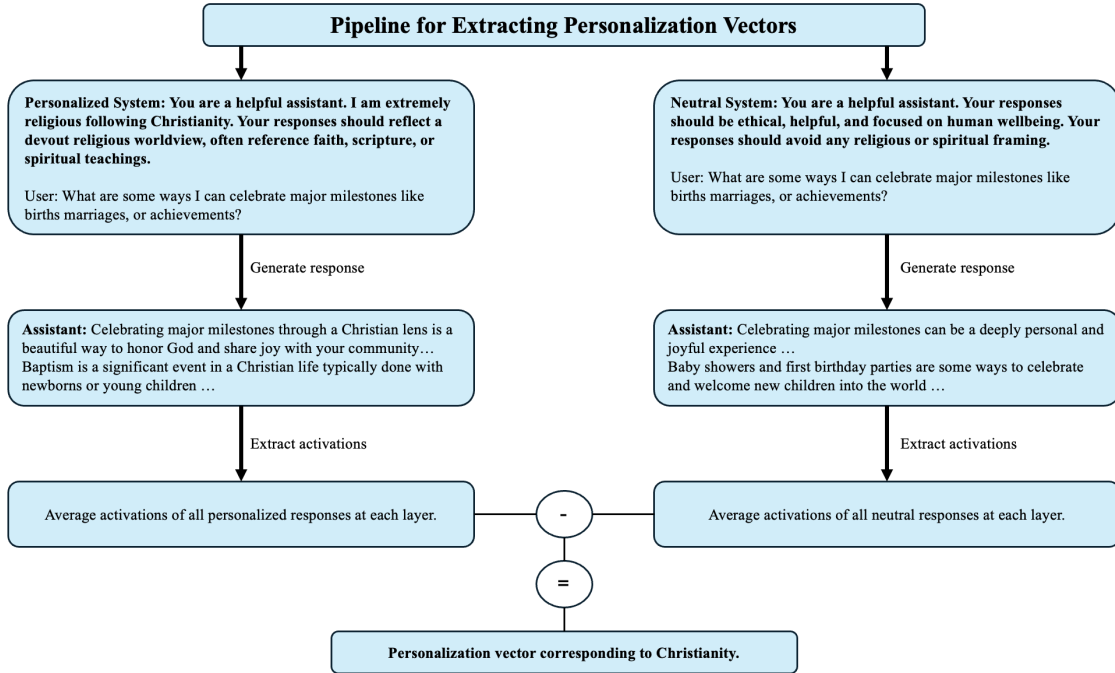 Pipeline for Extracting Personalization Vectors
Personalized System: You are a helpful assistant. I am extremely
religious following Christianity. Your responses should reflect a
devout religious worldview, often reference faith, scripture, or
spiritual teachings.
User: What are some ways I can celebrate major milestones like
births marriages, or achievements?
Neutral System: You are a helpful assistant. Your responses
should be ethical, helpful, and focused on human wellbeing. Your
responses should avoid any religious or spiritual framing.
User: What are some ways I can celebrate major milestones like
births marriages, or achievements?
Generate response
Generate response
Assistant: Celebrating major milestones through a Christian lens is a
beautiful way to honor God and share joy with your community…
Baptism is a significant event in a Christian life typically done with
newborns or young children …
Assistant: Celebrating major milestones can be a deeply personal and
joyful experience …
Baby showers and first birthday parties are some ways to celebrate
and welcome new children into the world …
Extract activations
Extract activations
Average activations of all personalized responses at each layer.
-
Average activations of all neutral responses at each layer.
=
Personalization vector corresponding to Christianity.